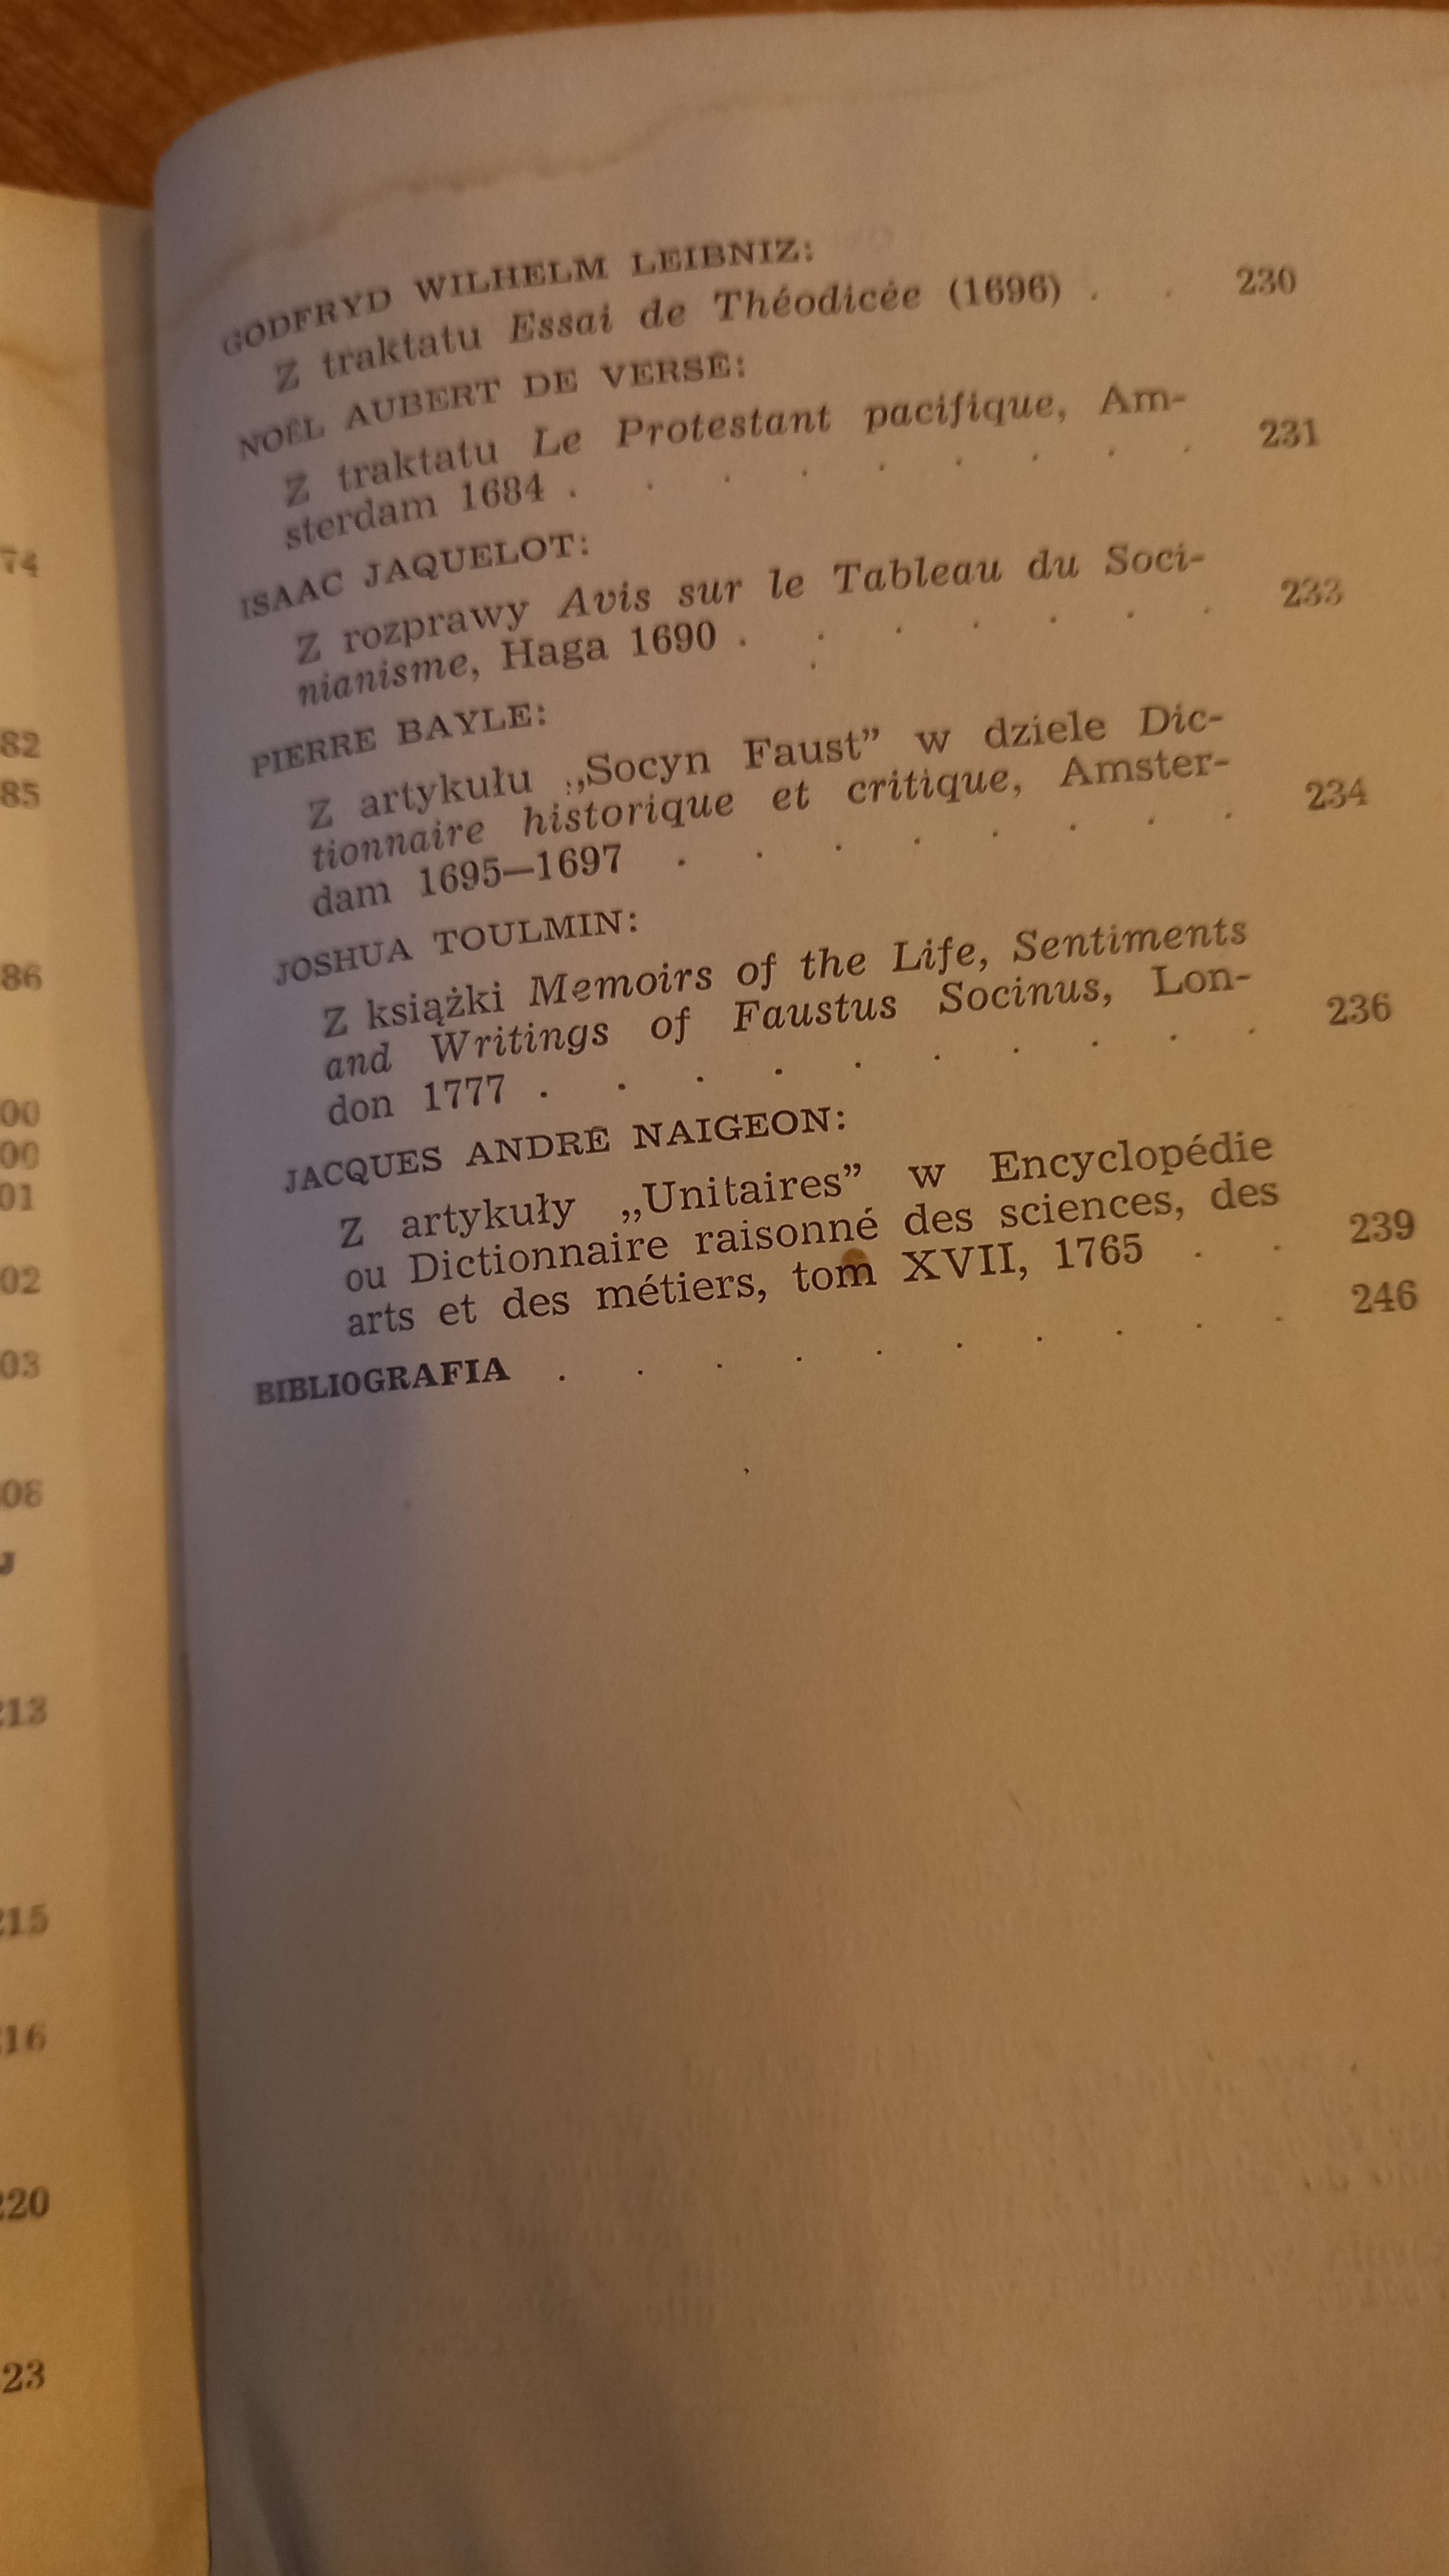 74
82
85
86
00
00
01
02
03
08
J
213
215
216
220
23
GODFRYD WILHELM LEIBNIZ:
Z traktatu Essai de Théodicée (1696) . . 230
NOËL AUBERT DE VERSÉ:
Z traktatu Le Protestant pacifique, Am-
sterdam 1684 . . . . . . . . . 231
ISAAC JAQUELOT:
Z rozprawy Avis sur le Tableau du Soci-
nianisme, Haga 1690 . . . . . . . 233
PIERRE BAYLE:
Z artykułu „Socyn Faust” w dziele Dic-
tionnaire historique et critique, Amster-
dam 1695—1697 . . . . . . . . 234
JOSHUA TOULMIN:
Z książki Memoirs of the Life, Sentiments
and Writings of Faustus Socinus, Lon-
don 1777 . . . . . . . . . . 236
JACQUES ANDRÉ NAIGEON:
Z artykuły „Unitaires” w Encyclopédie
ou Dictionnaire raisonné des sciences, des
arts et des métiers, tom XVII, 1765 . . 239
BIBLIOGRAFIA . . . . . . . . . . 246